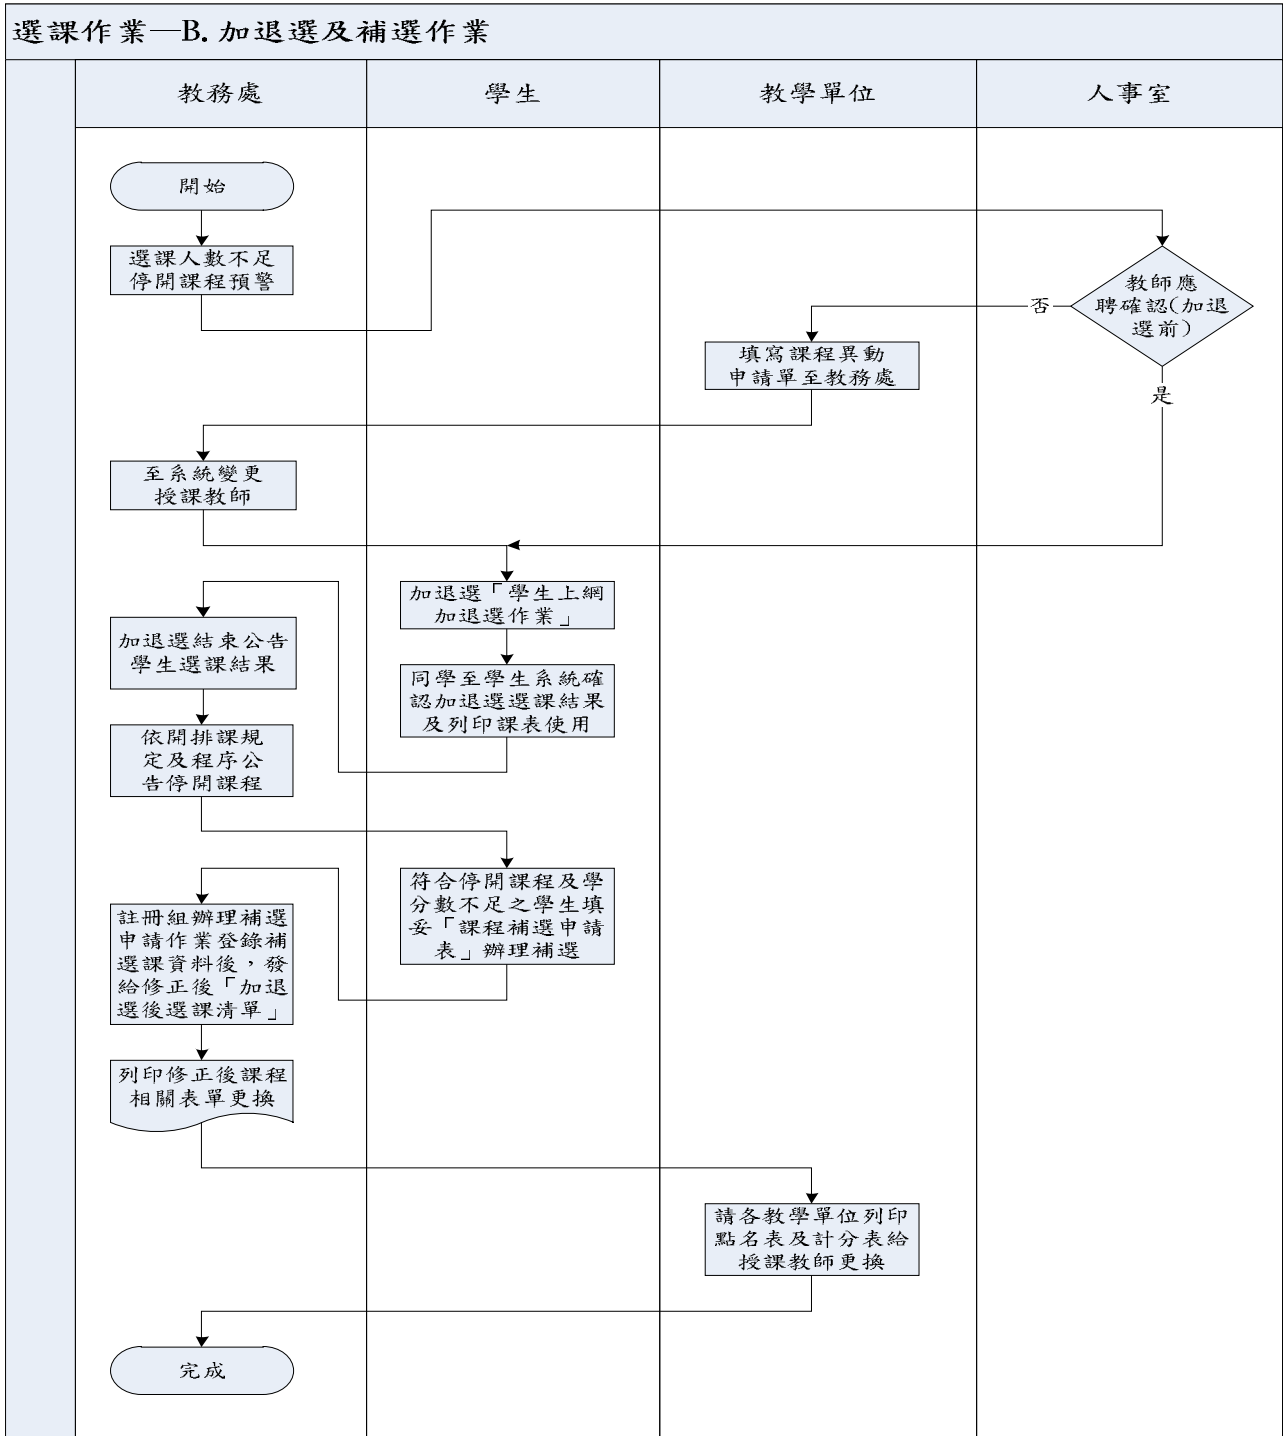 選課作業—B. 加退選及補選作業
教務處
學生
教學單位
人事室
開始
選課人數不足
停開課程預警
教師應
聘確認(加退
選前)
否
是
填寫課程異動
申請單至教務處
至系統變更
授課教師
加退選「學生上網
加退選作業」
同學至學生系統確
認加退選選課結果
及列印課表使用
加退選結束公告
學生選課結果
依開排課規
定及程序公
告停開課程
符合停開課程及學
分數不足之學生填
妥「課程補選申請
表」辦理補選
註冊組辦理補選
申請作業登錄補
選課資料後，發
給修正後「加退
選後選課清單」
列印修正後課程
相關表單更換
請各教學單位列印
點名表及計分表給
授課教師更換
完成